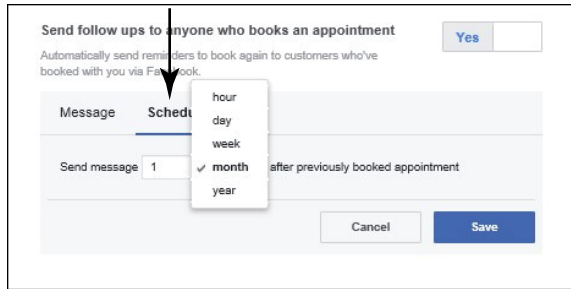 Send follow ups to anyone who books an appointment
Yes
Automatically send reminders to book again to customers who've
booked with you via Facebook.
Message Schedu
hour
day
week
Send message 1 ✓ month after previously booked appointment
year
Cancel Save